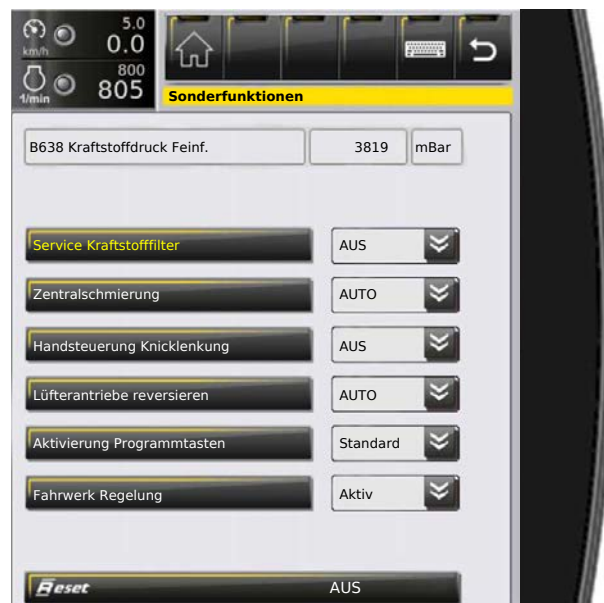 5.0
km/h 0.0
800
1/min 805
Sonderfunktionen
B638 Kraftstoffdruck Feinf. 3819 mBar
Service Kraftstofffilter AUS
Zentralschmierung AUTO
Handsteuerung Knicklenkung AUS
Lüfterantriebe reversieren AUTO
Aktivierung Programmtasten Standard
Fahrwerk Regelung Aktiv
Reset AUS